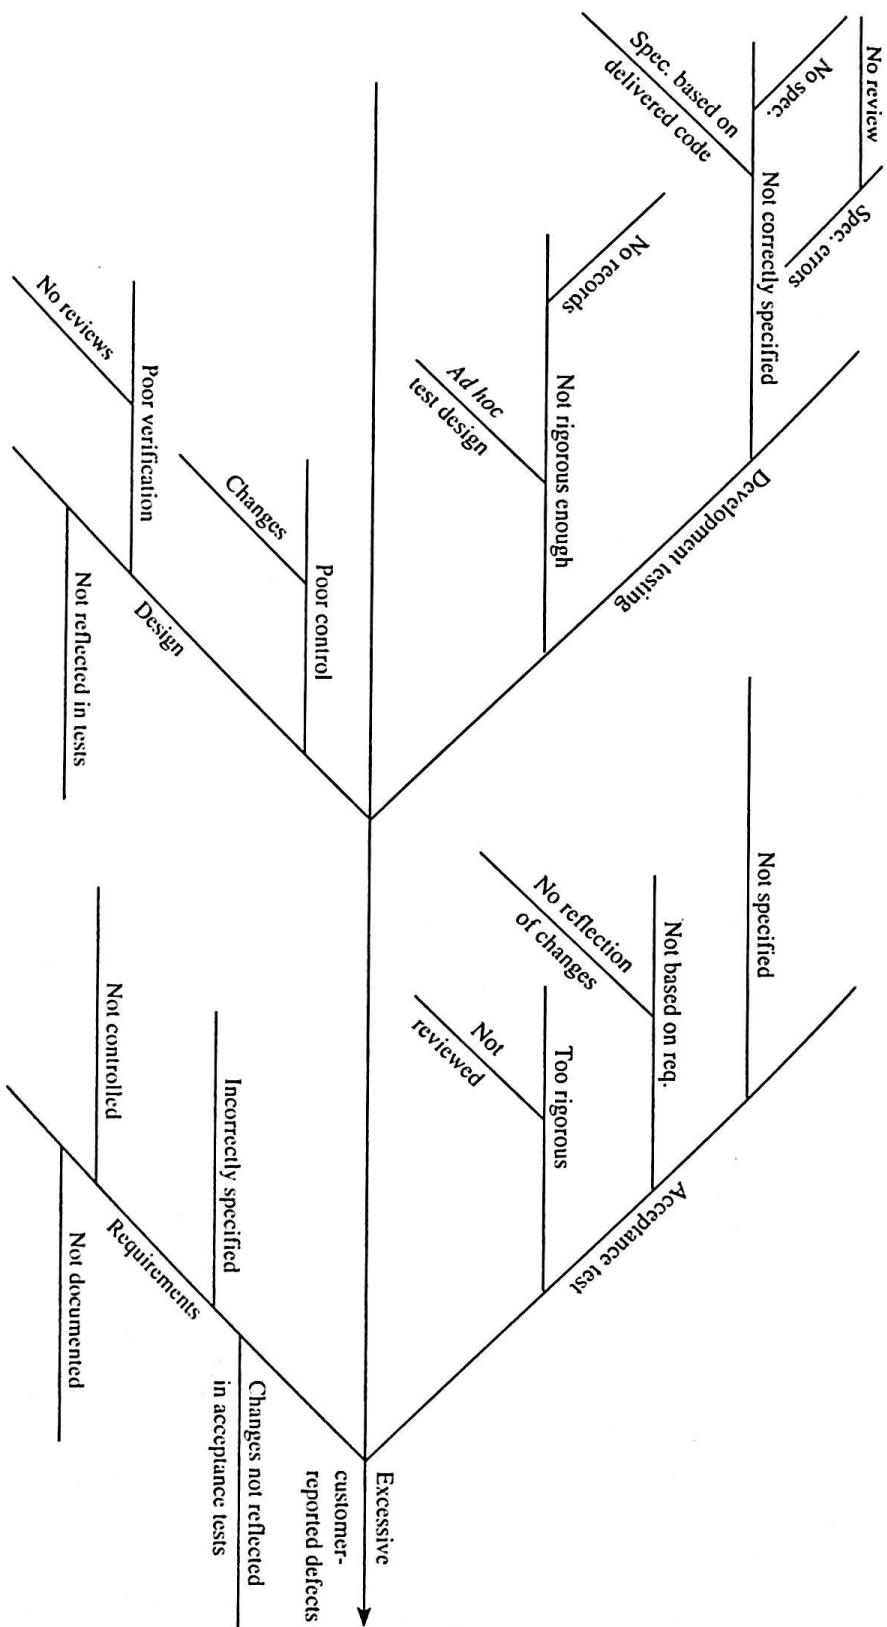 No review
Spec. errors
No spec.
Spec. based on
delivered code
Not correctly specified
Development testing
No records
Not rigorous enough
Ad hoc
test design
Not specified
Not based on req.
No reflection
of changes
Acceptance test
Too rigorous
Not
reviewed
Excessive
customer-
reported defects
Changes
Poor control
No reviews
Poor verification
Design
Not reflected in tests
Incorrectly specified
Not controlled
Requirements
Changes not reflected
in acceptance tests
Not documented